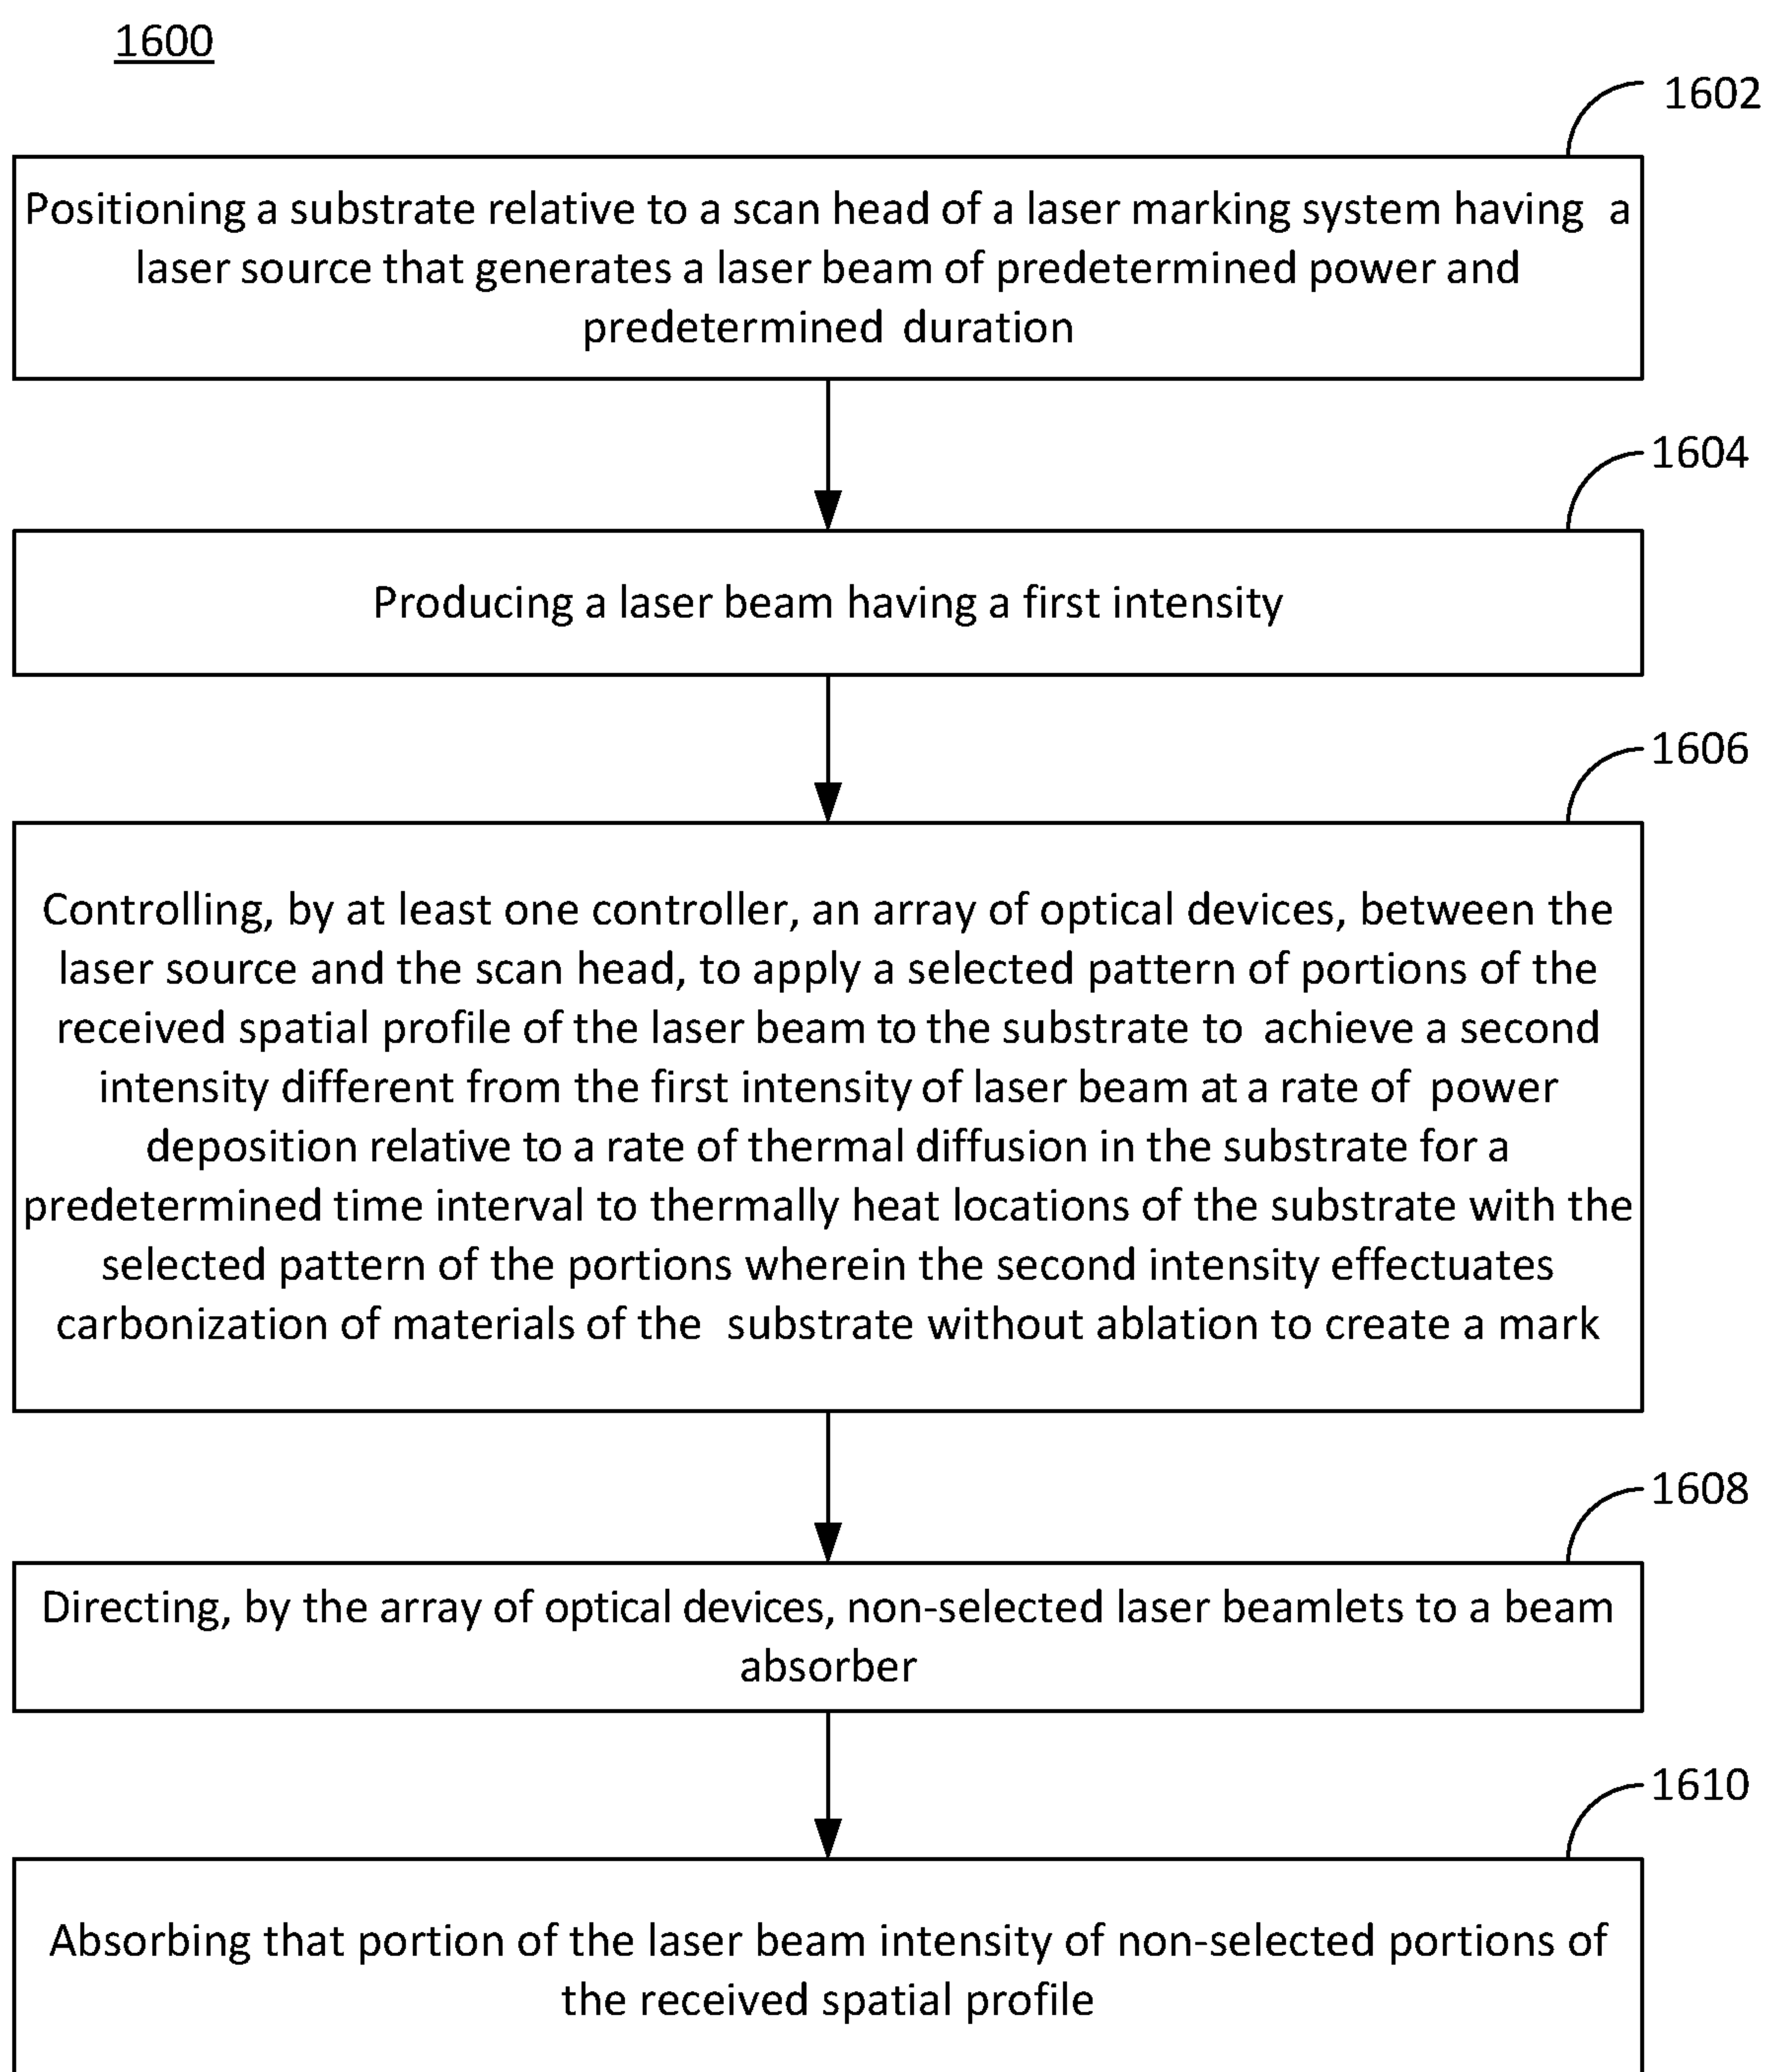 1600
1602
Positioning a substrate relative to a scan head of a laser marking system having a
laser source that generates a laser beam of predetermined power and
predetermined duration
1604
Producing a laser beam having a first intensity
1606
Controlling, by at least one controller, an array of optical devices, between the
laser source and the scan head, to apply a selected pattern of portions of the
received spatial profile of the laser beam to the substrate to achieve a second
intensity different from the first intensity of laser beam at a rate of power
deposition relative to a rate of thermal diffusion in the substrate for a
predetermined time interval to thermally heat locations of the substrate with the
selected pattern of the portions wherein the second intensity effectuates
carbonization of materials of the substrate without ablation to create a mark
1608
Directing, by the array of optical devices, non-selected laser beamlets to a beam
absorber
1610
Absorbing that portion of the laser beam intensity of non-selected portions of
the received spatial profile